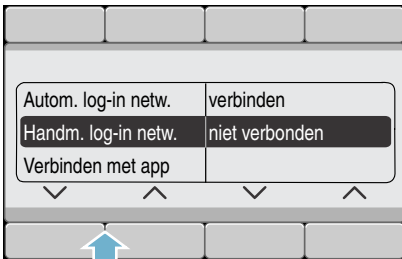 Autom. log-in netw. verbinden
Handm. log-in netw. niet verbonden
Verbinden met app